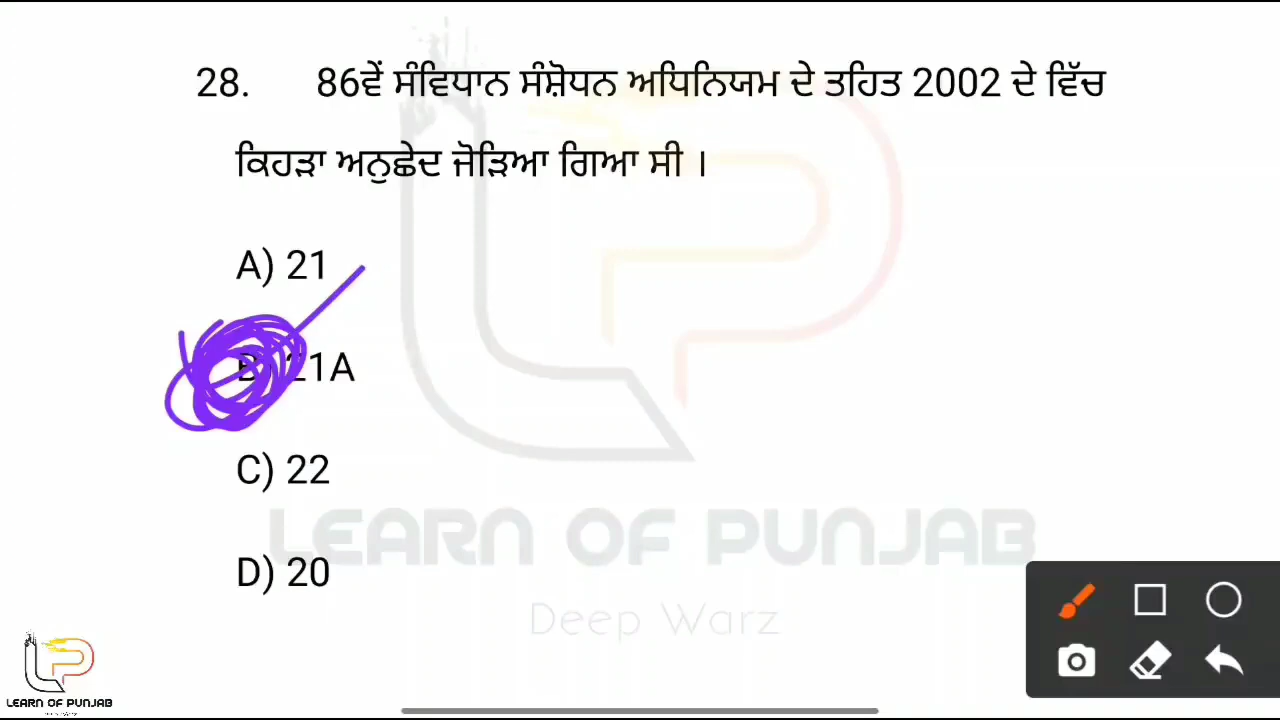 28. 86ਵੇਂ ਸੰਵਿਧਾਨ ਸੰਸ਼ੋਧਨ ਅਧਿਨਿਯਮ ਦੇ ਤਹਿਤ 2002 ਦੇ ਵਿੱਚ
ਕਿਹੜਾ ਅਨੁਛੇਦ ਜੋੜਿਆ ਗਿਆ ਸੀ ।
A) 21
B) 21A
C) 22
LEARN OF PUNJAB
D) 20
Deep Warz
LEARN OF PUNJAB